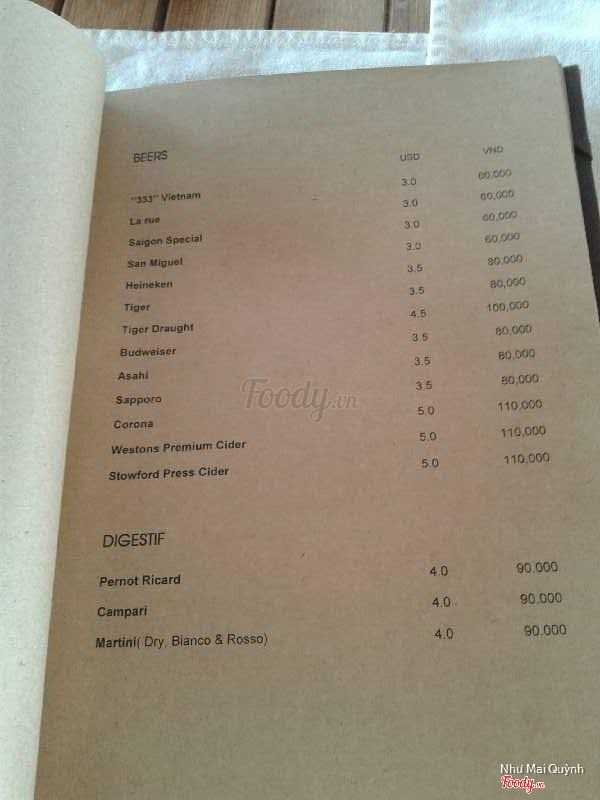 BEERS USD VND
"333" Vietnam 3.0 60,000
La rue 3.0 60,000
Saigon Special 3.0 60,000
San Miguel 3.0 60,000
Heineken 3.5 80,000
Tiger 3.5 80,000
Tiger Draught 4.5 100,000
Budweiser 3.5 80,000
Asahi 3.5 80,000
Sapporo 3.5 80,000
Corona 5.0 110,000
Westons Premium Cider 5.0 110,000
Stowford Press Cider 5.0 110,000
Foody.vn
DIGESTIF
Pernot Ricard 4.0 90.000
Campari 4.0 90.000
Martini( Dry, Bianco & Rosso) 4.0 90.000
Như Mai Quỳnh
Foody.vn